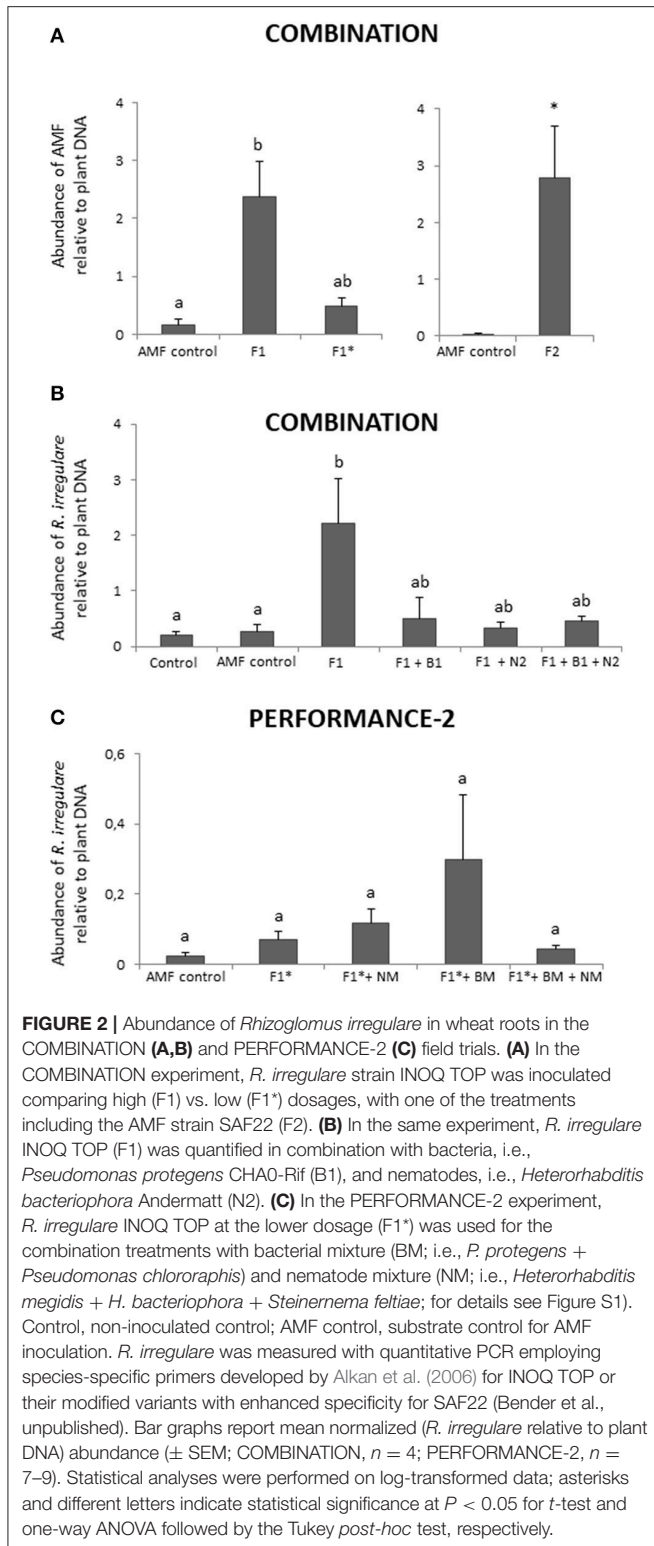 A
COMBINATION
Abundance of AMF
relative to plant DNA
4
3
2
1
0
a
b
ab
AMF control
F1
F1*
4
3
2
1
0
*
AMF control
F2
B
COMBINATION
Abundance of R. irregulare
relative to plant DNA
4
3
2
1
0
a
a
b
ab
ab
ab
Control
AMF control
F1
F1 + B1
F1 + N2
F1 + B1 + N2
C
PERFORMANCE-2
Abundance of R. irregulare
relative to plant DNA
0,6
0,4
0,2
0
a
a
a
a
a
AMF control
F1*
F1*+ NM
F1*+ BM
F1*+ BM + NM
FIGURE 2 | Abundance of Rhizoglomus irregulare in wheat roots in the
COMBINATION (A,B) and PERFORMANCE-2 (C) field trials. (A) In the
COMBINATION experiment, R. irregulare strain INOQ TOP was inoculated
comparing high (F1) vs. low (F1*) dosages, with one of the treatments
including the AMF strain SAF22 (F2). (B) In the same experiment, R. irregulare
INOQ TOP (F1) was quantified in combination with bacteria, i.e.,
Pseudomonas protegens CHA0-Rif (B1), and nematodes, i.e., Heterorhabditis
bacteriophora Andermatt (N2). (C) In the PERFORMANCE-2 experiment,
R. irregulare INOQ TOP at the lower dosage (F1*) was used for the
combination treatments with bacterial mixture (BM; i.e., P. protegens +
Pseudomonas chlororaphis) and nematode mixture (NM; i.e., Heterorhabditis
megidis + H. bacteriophora + Steinernema feltiae; for details see Figure S1).
Control, non-inoculated control; AMF control, substrate control for AMF
inoculation. R. irregulare was measured with quantitative PCR employing
species-specific primers developed by Alkan et al. (2006) for INOQ TOP or
their modified variants with enhanced specificity for SAF22 (Bender et al.,
unpublished). Bar graphs report mean normalized (R. irregulare relative to plant
DNA) abundance (± SEM; COMBINATION, n = 4; PERFORMANCE-2, n =
7–9). Statistical analyses were performed on log-transformed data; asterisks
and different letters indicate statistical significance at P < 0.05 for t-test and
one-way ANOVA followed by the Tukey post-hoc test, respectively.